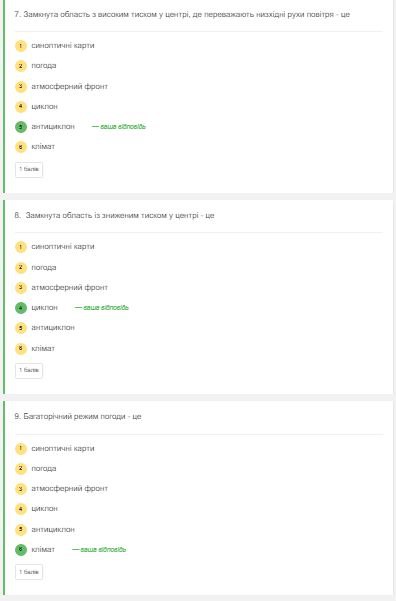 7. Замкнута область з високим тиском у центрі, де переважають низхідні рухи повітря - це
1 синоптичні карти
2 погода
3 атмосферний фронт
4 циклон
5 антициклон — ваша відповідь
6 клімат
1 балів
8. Замкнута область із зниженим тиском у центрі - це
1 синоптичні карти
2 погода
3 атмосферний фронт
4 циклон — ваша відповідь
5 антициклон
6 клімат
1 балів
9. Багаторічний режим погоди - це
1 синоптичні карти
2 погода
3 атмосферний фронт
4 циклон
5 антициклон
6 клімат — ваша відповідь
1 балів